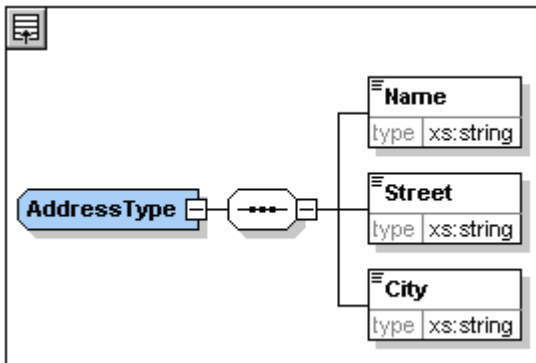 Name
type xs:string
AddressType
Street
type xs:string
City
type xs:string